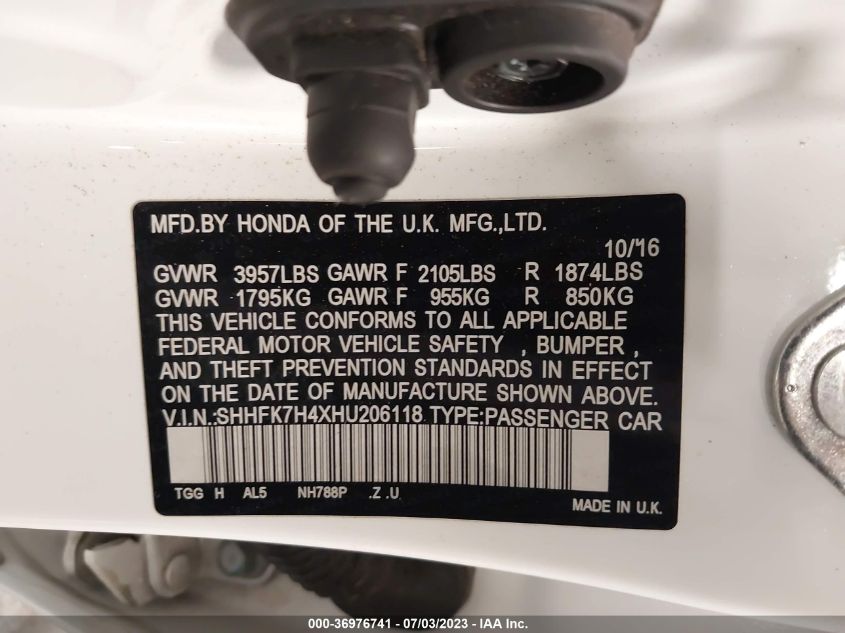 MFD.BY HONDA OF THE U.K. MFG.,LTD.
10/16
GVWR 3957LBS GAWR F 2105LBS R 1874LBS
GVWR 1795KG GAWR F 955KG R 850KG
THIS VEHICLE CONFORMS TO ALL APPLICABLE
FEDERAL MOTOR VEHICLE SAFETY , BUMPER ,
AND THEFT PREVENTION STANDARDS IN EFFECT
ON THE DATE OF MANUFACTURE SHOWN ABOVE.
V.I.N.:SHHFK7H4XHU206118 TYPE:PASSENGER CAR
TGG H AL5 NH788P .Z .U
MADE IN U.K.
000-36976741 - 07/03/2023 - IAA Inc.